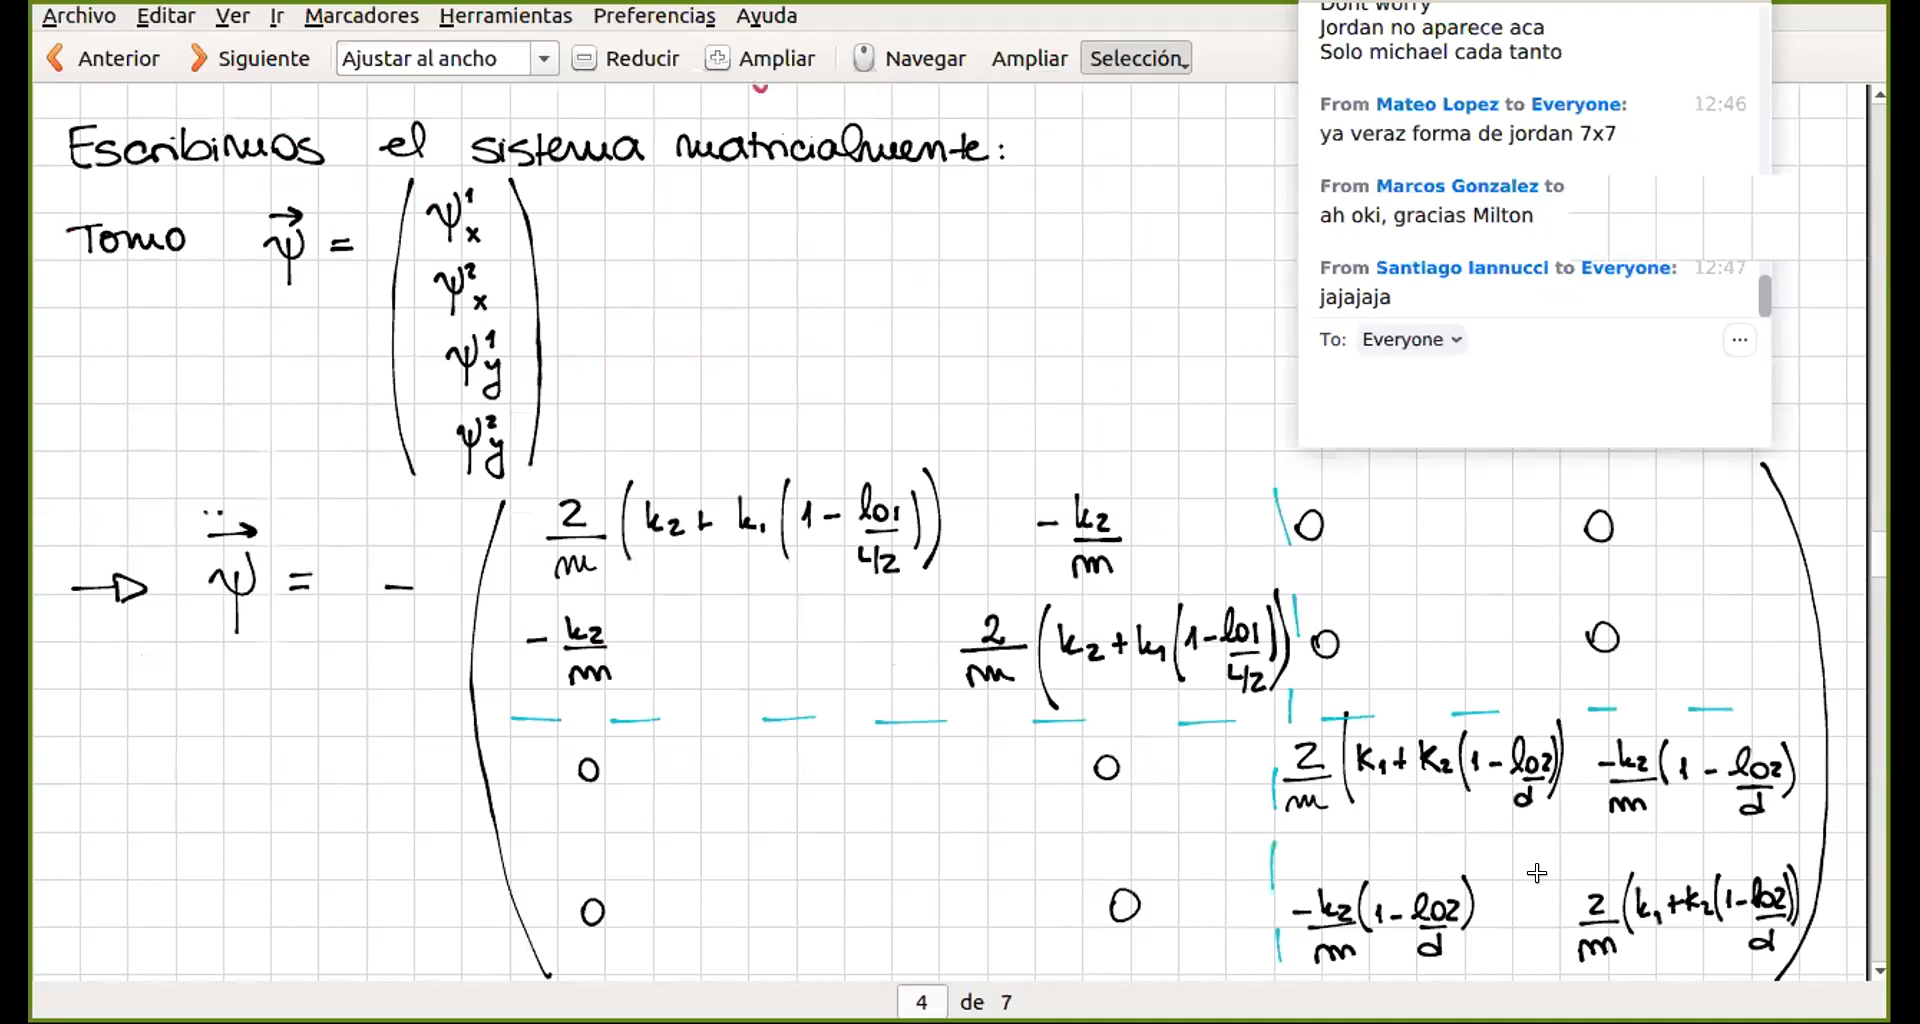 Archivo Editar Ver Ir Marcadores Herramientas Preferencias Ayuda
Anterior Siguiente Ajustar al ancho Reducir Ampliar Navegar Ampliar Selección
Dont worry
Jordan no aparece aca
Solo michael cada tanto
From Mateo Lopez to Everyone: 12:46
ya veraz forma de jordan 7x7
From Marcos Gonzalez to
ah oki, gracias Milton
From Santiago Iannucci to Everyone: 12:47
jajajaja
To: Everyone
...
Escribimos el sistema matricialmente:
Tomo ψ⃗ = ( ψ¹x
ψ²x
ψ¹y
ψ²y )
→ ψ⃗̈ = - ( 2/m (k2 + k1 (1 - l01/L/2)) -k2/m 0 0
-k2/m 2/m (k2 + k1 (1 - l01/L/2)) 0 0
0 0 2/m (k1 + k2 (1 - l02/d)) -k2/m (1 - l02/d)
0 0 -k2/m (1 - l02/d) 2/m (k1 + k2 (1 - l02/d)) )
4 de 7